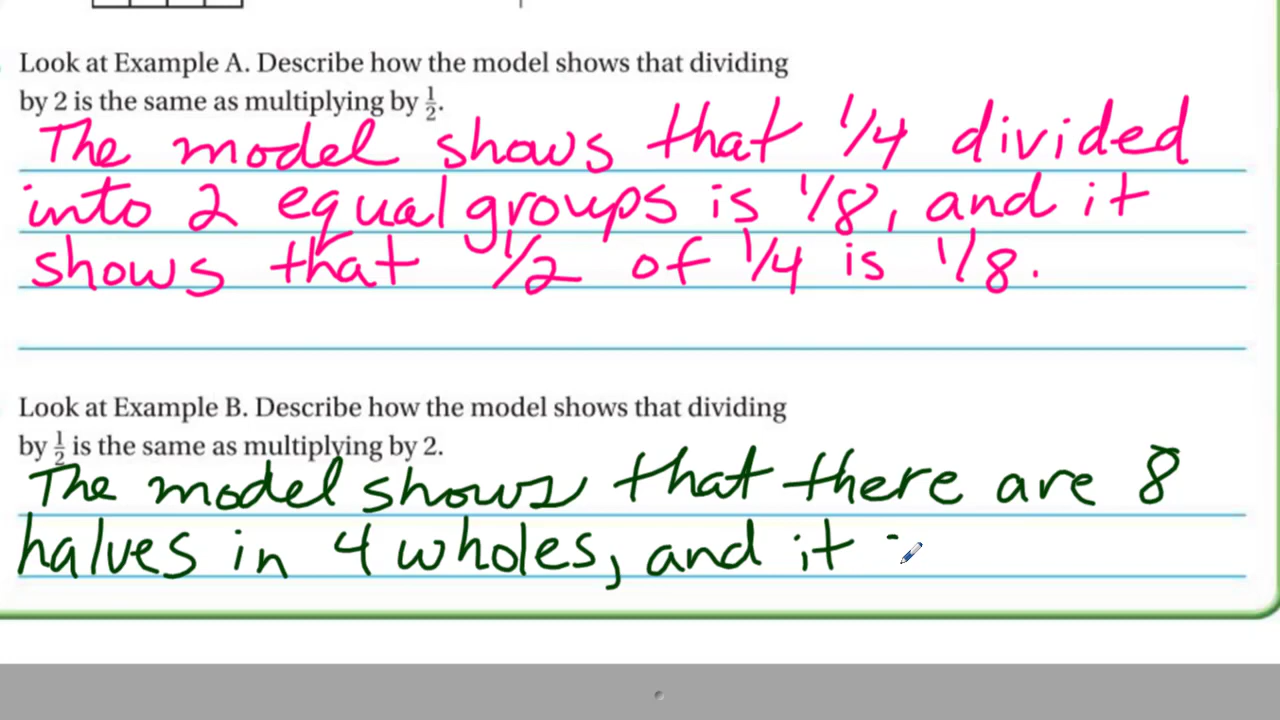 Look at Example A. Describe how the model shows that dividing
by 2 is the same as multiplying by 1/2.
The model shows that 1/4 divided
into 2 equal groups is 1/8, and it
shows that 1/2 of 1/4 is 1/8.
Look at Example B. Describe how the model shows that dividing
by 1/2 is the same as multiplying by 2.
The model shows that there are 8
halves in 4 wholes, and it